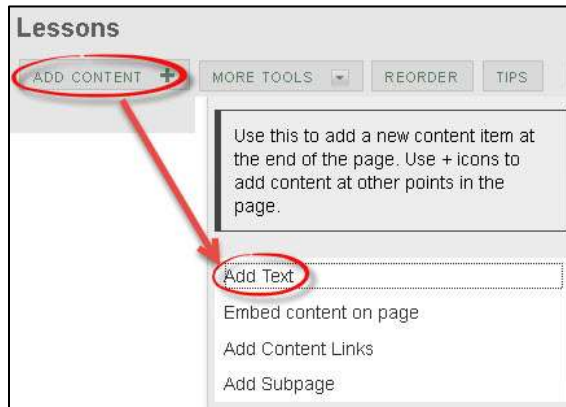 Lessons
ADD CONTENT + MORE TOOLS REORDER TIPS
Use this to add a new content item at
the end of the page. Use + icons to
add content at other points in the
page.
Add Text
Embed content on page
Add Content Links
Add Subpage